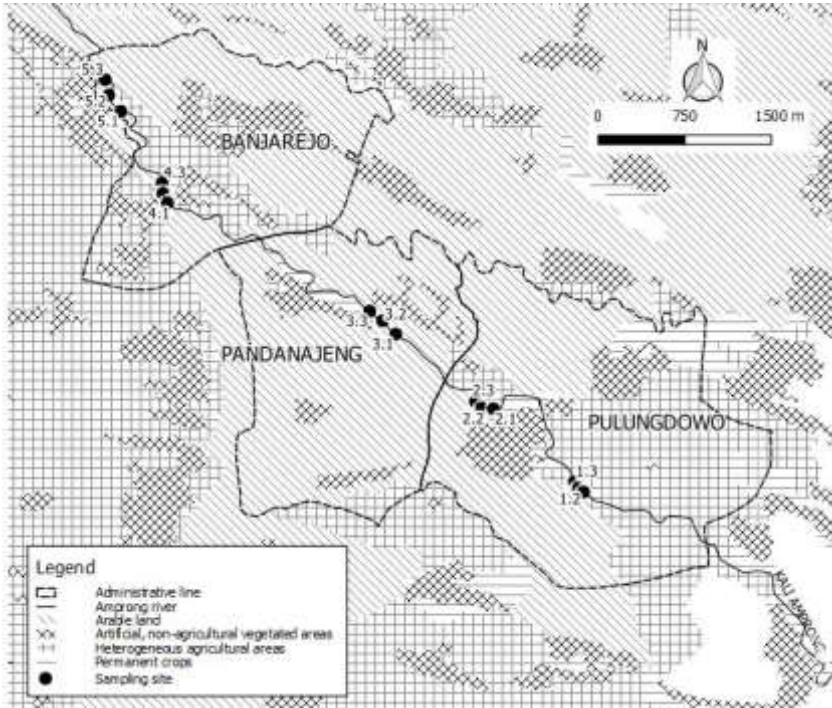 N
0 750 1500 m
5.3
5.2
5.1
BANJAREJO
4.3
4.1
3.2
3.3
3.1
PANDANAJENG
2.3
2.2 2.1
PULUNGDOWO
1.3
1.2
KALI AMPRONG
Legend
Administrative line
Amprong river
Arable land
Artificial, non-agricultural vegetated areas
Heterogeneous agricultural areas
Permanent crops
Sampling site